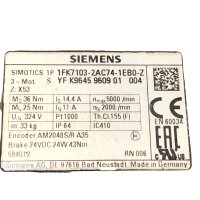 SIEMENS
SIMOTICS 1P 1FK7103-2AC74-1EB0-Z
3~ Mot S YF K9645 9609 01 004
Z: X53
M₀ 36 Nm I₀ 14,4 A nmax 5000 /min
MN 25 Nm IN 11 A nN 2000 /min
UIN 324 V Th.Cl.155 (F)
m: 33 kg IP 64 IC410
Encoder AM2048S/R A35
Brake 24VDC 24W 43Nm
584072 RN 006
EN 60034
Siemens AG, DE-97616 Bad Neustadt Made in Germany